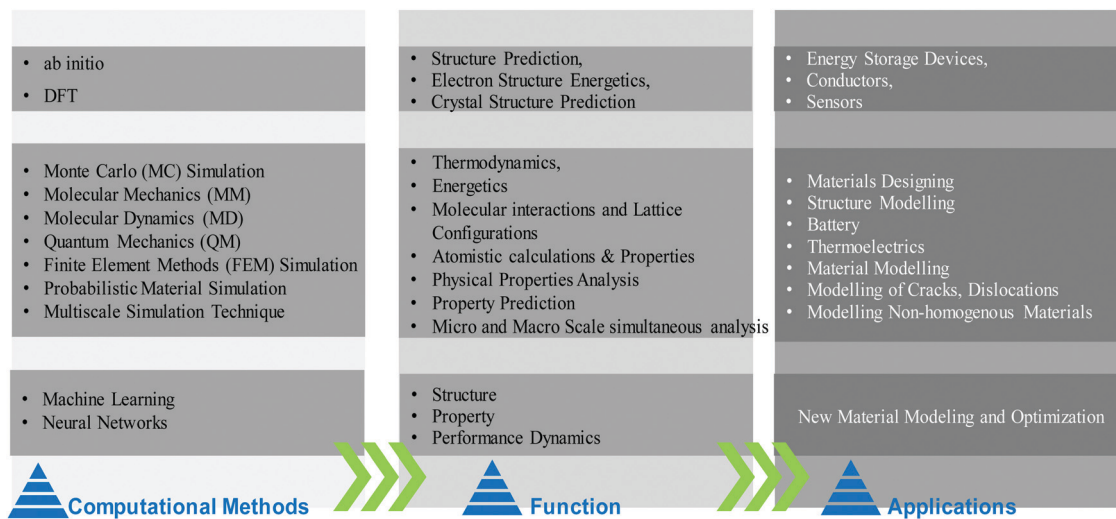 • ab initio
• DFT
• Monte Carlo (MC) Simulation
• Molecular Mechanics (MM)
• Molecular Dynamics (MD)
• Quantum Mechanics (QM)
• Finite Element Methods (FEM) Simulation
• Probabilistic Material Simulation
• Multiscale Simulation Technique
• Machine Learning
• Neural Networks
Computational Methods
• Structure Prediction,
• Electron Structure Energetics,
• Crystal Structure Prediction
• Thermodynamics,
• Energetics
• Molecular interactions and Lattice
Configurations
• Atomistic calculations & Properties
• Physical Properties Analysis
• Property Prediction
• Micro and Macro Scale simultaneous analysis
• Structure
• Property
• Performance Dynamics
Function
• Energy Storage Devices,
• Conductors,
• Sensors
• Materials Designing
• Structure Modelling
• Battery
• Thermoelectrics
• Material Modelling
• Modelling of Cracks, Dislocations
• Modelling Non-homogenous Materials
New Material Modeling and Optimization
Applications